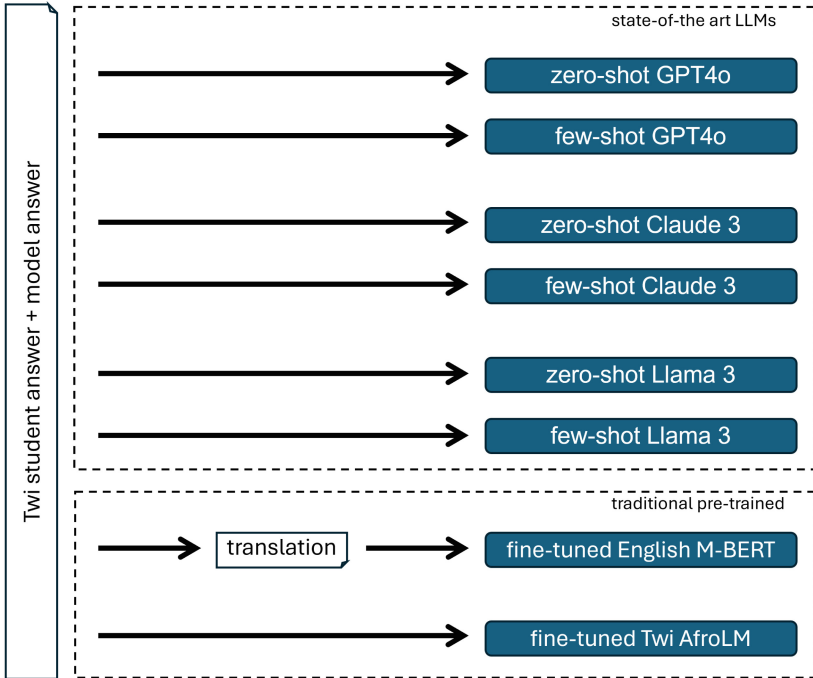 Twi student answer + model answer
state-of-the art LLMs
zero-shot GPT4o
few-shot GPT4o
zero-shot Claude 3
few-shot Claude 3
zero-shot Llama 3
few-shot Llama 3
traditional pre-trained
translation
fine-tuned English M-BERT
fine-tuned Twi AfroLM